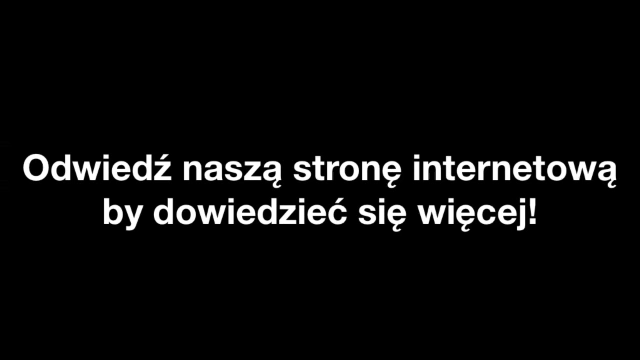 Odwiedź naszą stronę internetową
by dowiedzieć się więcej!